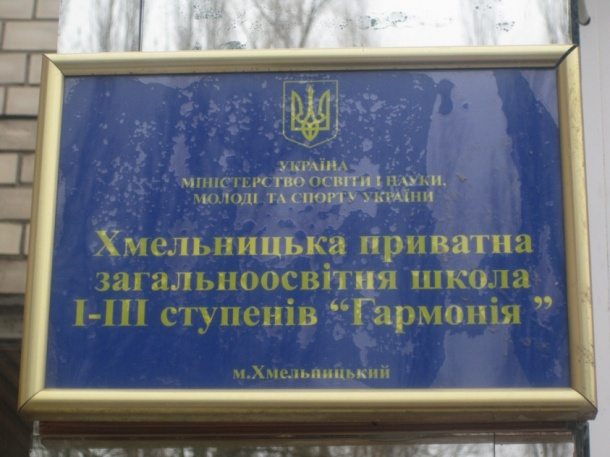 УКРАЇНА
МІНІСТЕРСТВО ОСВІТИ І НАУКИ,
МОЛОДІ ТА СПОРТУ УКРАЇНИ
Хмельницька приватна
загальноосвітня школа
І-ІІІ ступенів “Гармонія ”
м.Хмельницький